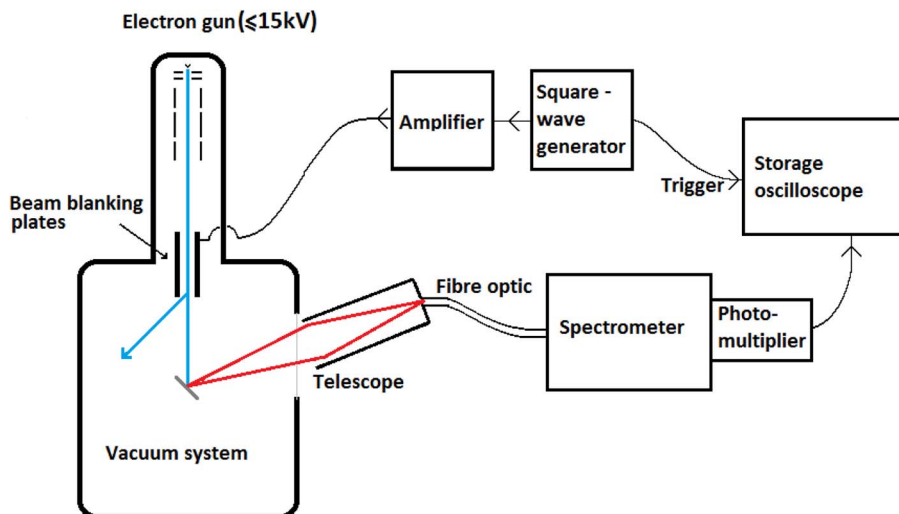 Electron gun (≤15kV)
Amplifier
Square -
wave
generator
Storage
oscilloscope
Trigger
Beam blanking
plates
Fibre optic
Spectrometer
Photo-
multiplier
Telescope
Vacuum system